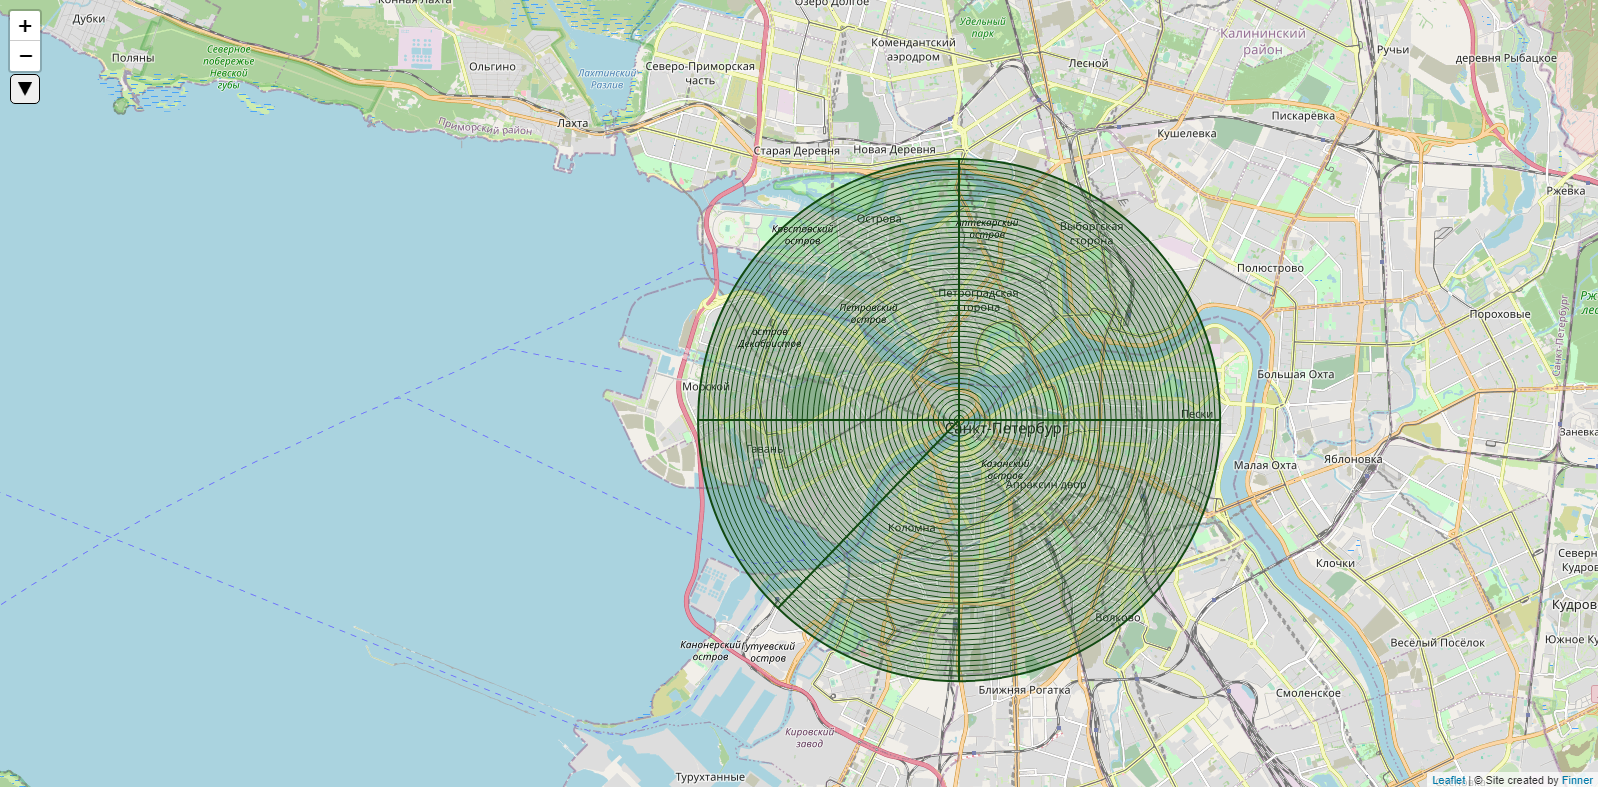 Дубки
Конная Лахта
Озеро Долгое
+
−
▼
Поляны
Северное
побережье
Невской
губы
Ольгино
Лахтинский
Разлив
Северо-Приморская
часть
Комендантский
аэродром
Удельный
парк
Лесной
Калининский
район
Ручьи
деревня Рыбацкое
Лахта
Приморский район
Пискарёвка
Кушелевка
Старая Деревня
Новая Деревня
Ржевка
Острова
Крестовский
остров
Аптекарский
остров
Выборгская
сторона
Полюстрово
Петроградская
сторона
Петровский
остров
Пороховые
остров
Декабристов
Санкт-Петербург
Большая Охта
Морской
Пески
Санкт-Петербург
Заневка
Гавань
Казанский
остров
Апраксин двор
Малая Охта
Яблоновка
Коломна
Клочки
Северн
Кудров
Кудров
Волково
Весёлый Посёлок
Южное Ку
Канонерский
остров
Гутуевский
остров
Ближняя Рогатка
Смоленское
Кировский
завод
Турухтанные
Leaflet | © Site created by Finner